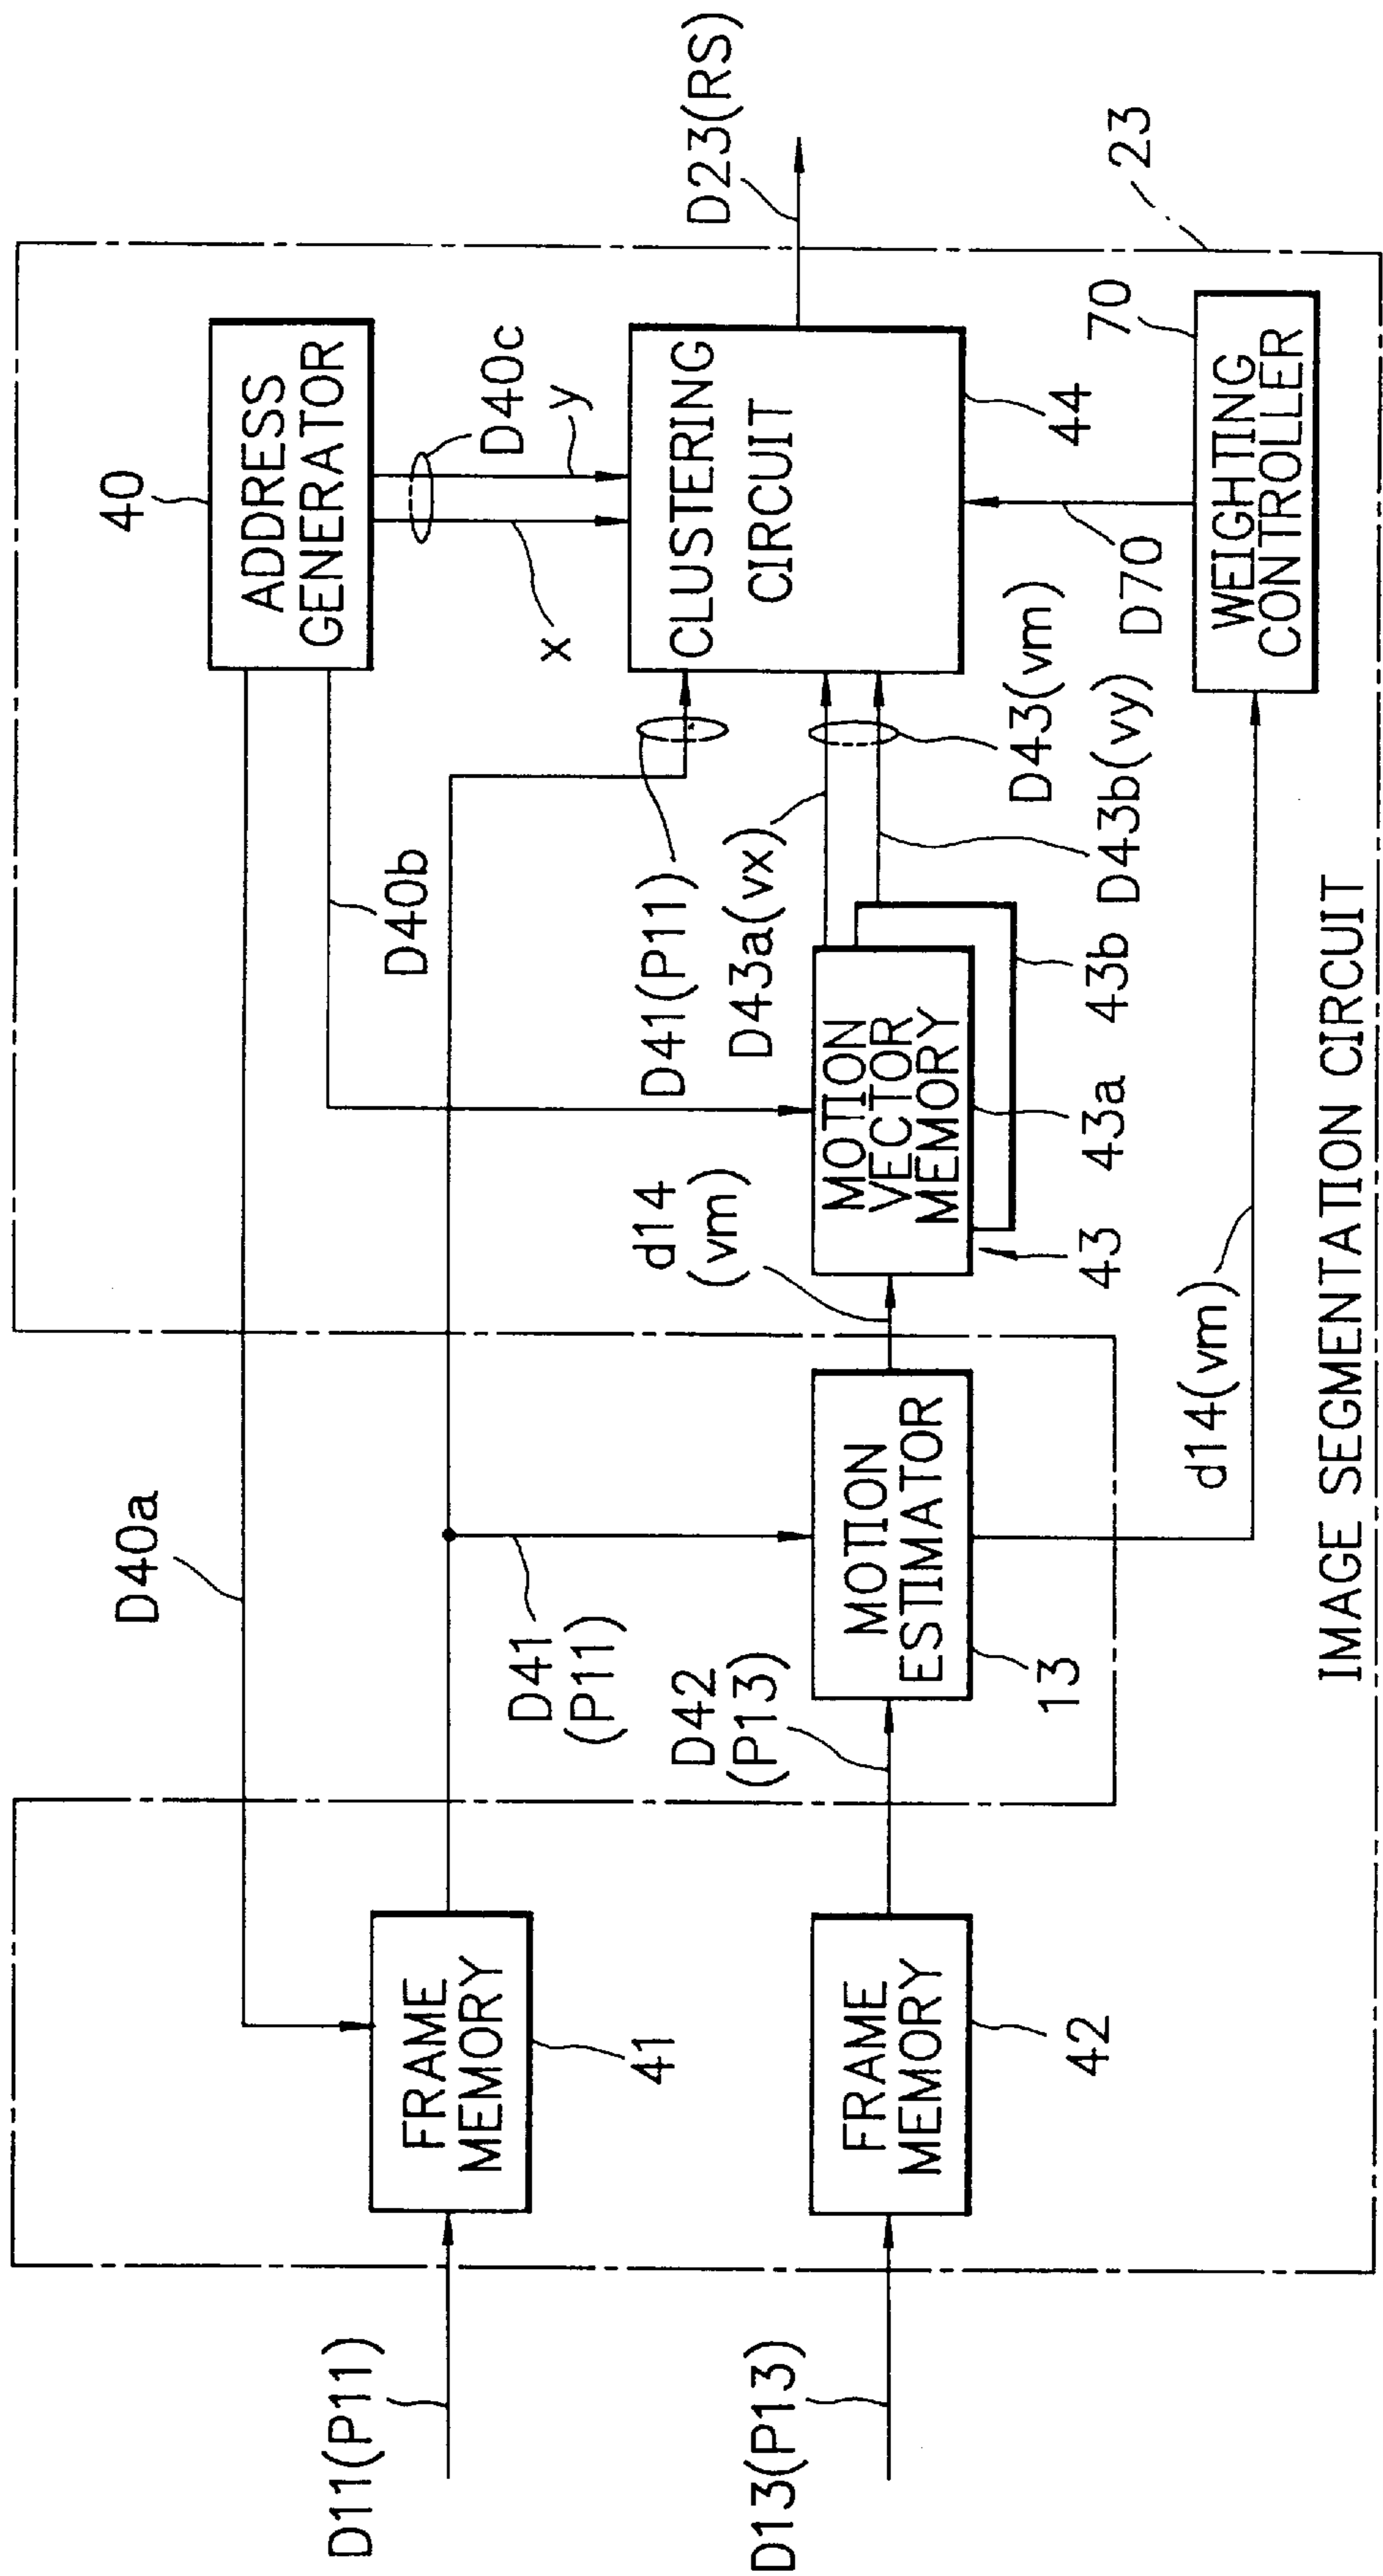 D11(P11)
D13(P13)
FRAME
MEMORY
41
FRAME
MEMORY
42
D40a
D41
(P11)
D42
(P13)
MOTION
ESTIMATOR
13
d14
(vm)
d14(vm)
40
ADDRESS
GENERATOR
D40b
D40c
x
y
D41(P11)
D43a(vx)
MOTION
VECTOR
MEMORY
43
43a
43b
D43(vm)
D43b(vy)
CLUSTERING
CIRCUIT
44
D70
70
WEIGHTING
CONTROLLER
D23(RS)
23
IMAGE SEGMENTATION CIRCUIT